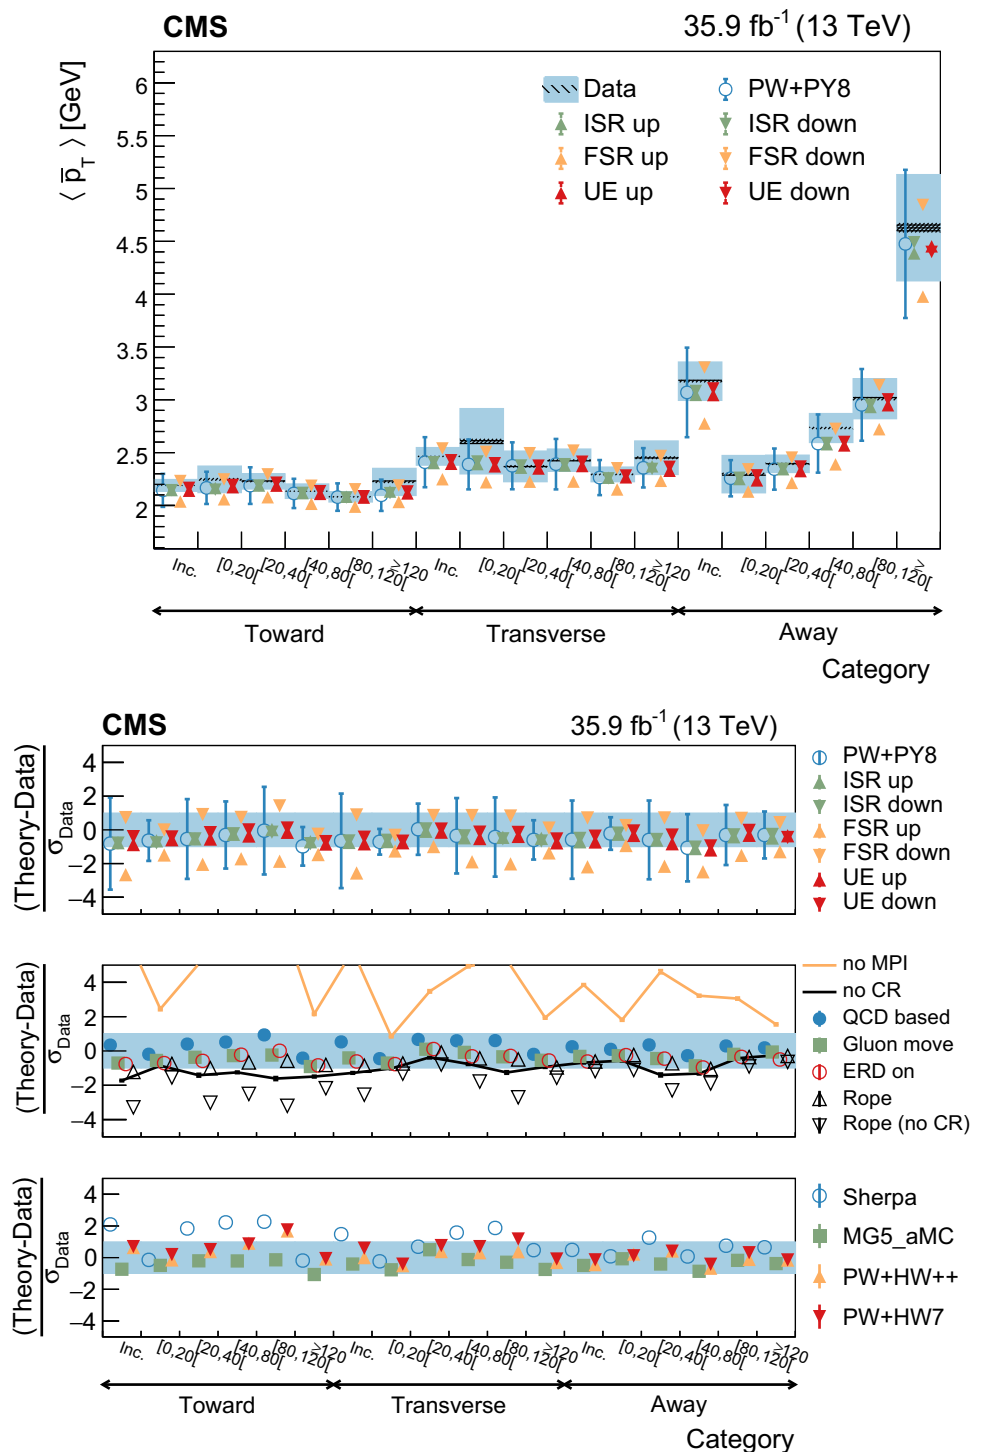 CMS 35.9 fb⁻¹ (13 TeV)
⟨ p̅_T ⟩ [GeV]
6
5.5
5
4.5
4
3.5
3
2.5
2
Data PW+PY8
ISR up ISR down
FSR up FSR down
UE up UE down
Inc. [0,20[ [20,40[ [40,80[ [80,120[ ≥120 Inc. [0,20[ [20,40[ [40,80[ [80,120[ ≥120 Inc. [0,20[ [20,40[ [40,80[ [80,120[ ≥
Toward Transverse Away
Category
CMS 35.9 fb⁻¹ (13 TeV)
(Theory-Data)
σ_Data
4
2
0
−2
−4
PW+PY8
ISR up
ISR down
FSR up
FSR down
UE up
UE down
(Theory-Data)
σ_Data
4
2
0
−2
−4
no MPI
no CR
QCD based
Gluon move
ERD on
Rope
Rope (no CR)
(Theory-Data)
σ_Data
4
2
0
−2
−4
Sherpa
MG5_aMC
PW+HW++
PW+HW7
Inc. [0,20[ [20,40[ [40,80[ [80,120[ ≥120 Inc. [0,20[ [20,40[ [40,80[ [80,120[ ≥120 Inc. [0,20[ [20,40[ [40,80[ [80,120[ ≥120
Toward Transverse Away
Category